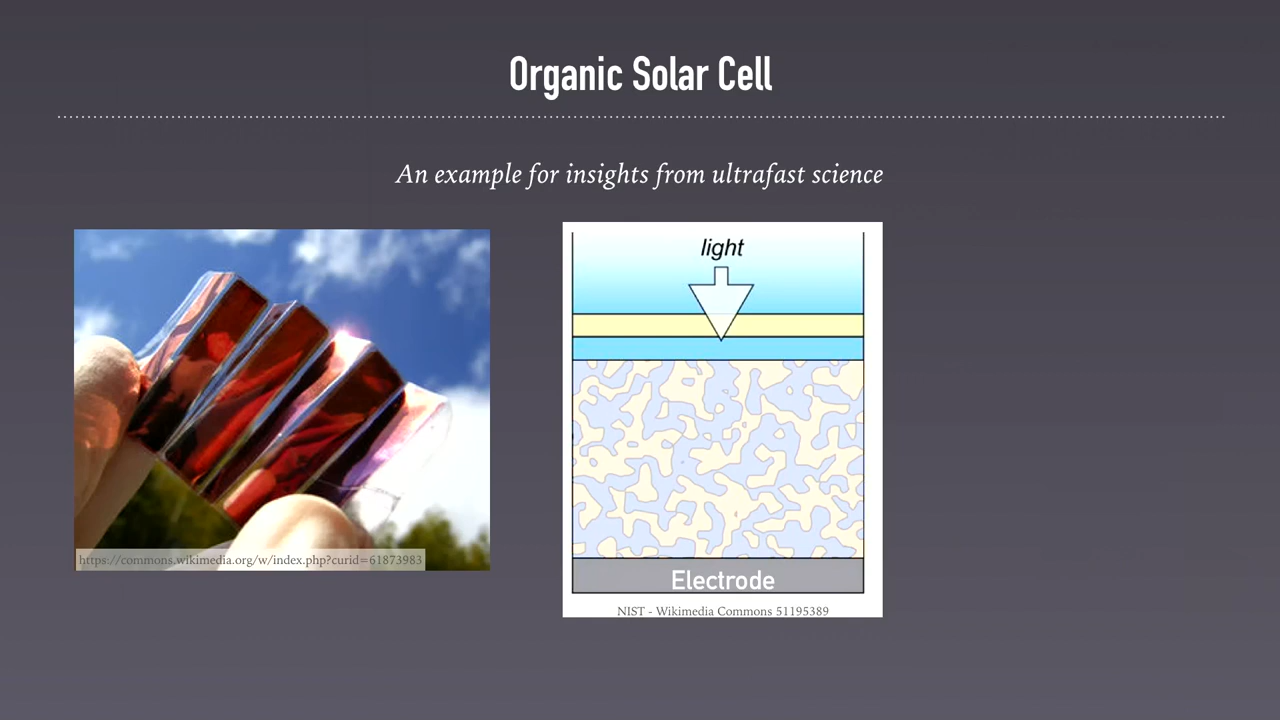 Organic Solar Cell
An example for insights from ultrafast science
light
https://commons.wikimedia.org/w/index.php?curid=61873983
Electrode
NIST - Wikimedia Commons 51195389